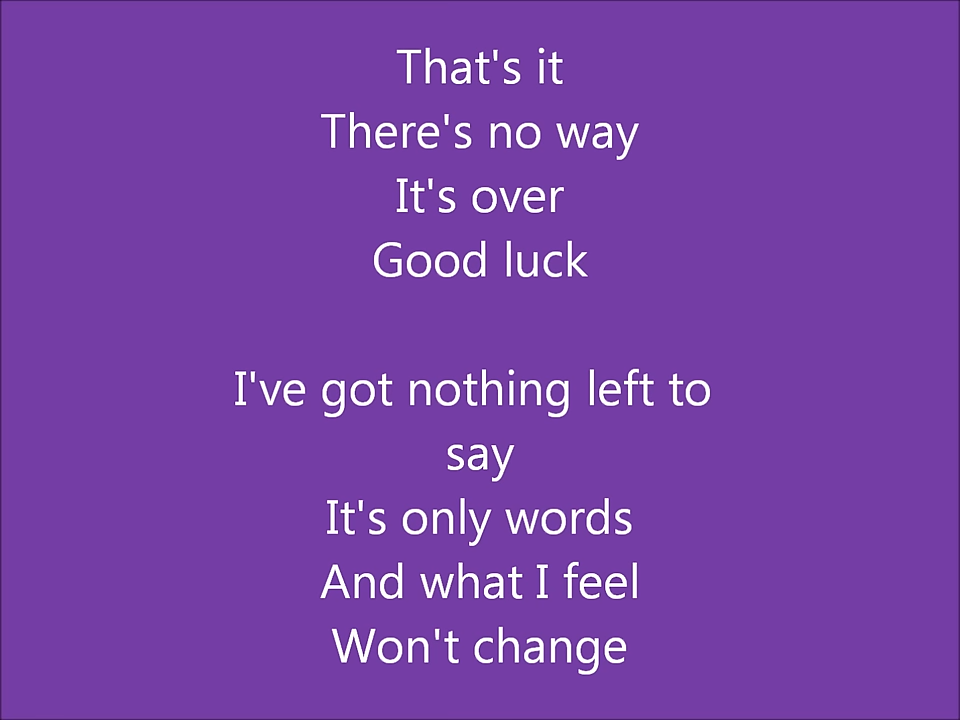 That's it
There's no way
It's over
Good luck

I've got nothing left to
say
It's only words
And what I feel
Won't change